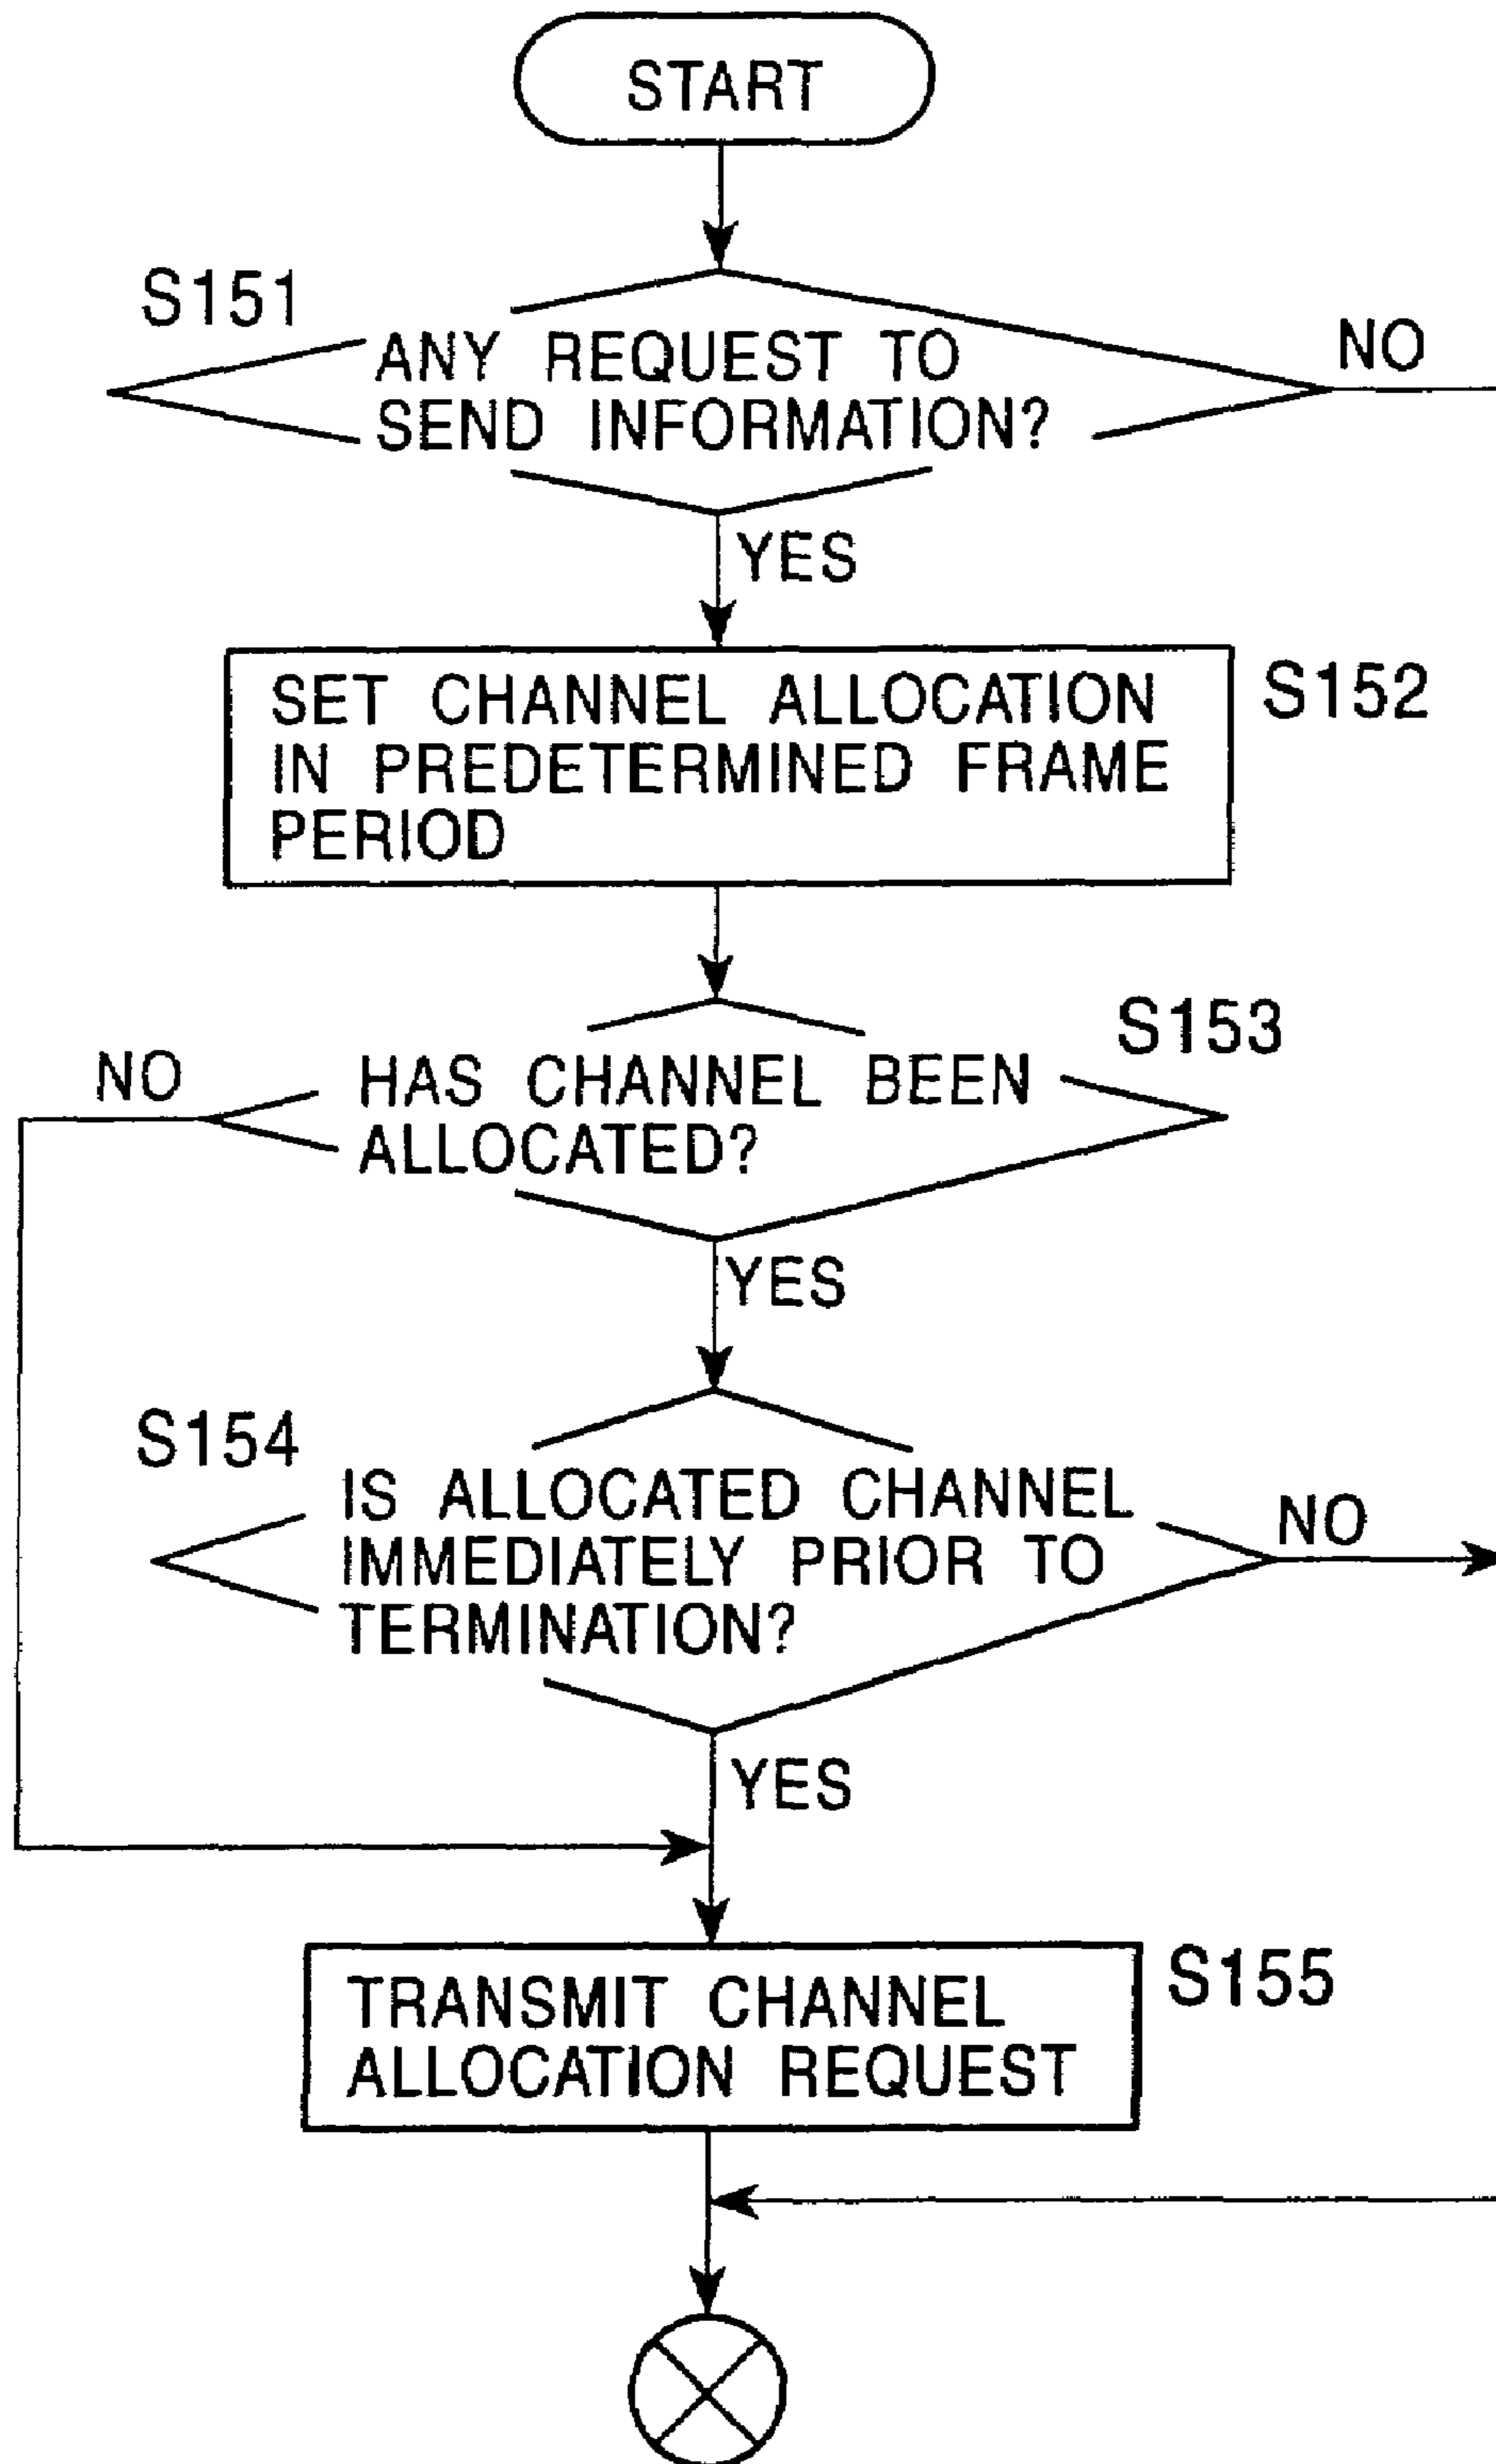 START
S151
ANY REQUEST TO
SEND INFORMATION?
NO
YES
SET CHANNEL ALLOCATION
IN PREDETERMINED FRAME
PERIOD
S152
S153
NO
HAS CHANNEL BEEN
ALLOCATED?
YES
S154
IS ALLOCATED CHANNEL
IMMEDIATELY PRIOR TO
TERMINATION?
NO
YES
TRANSMIT CHANNEL
ALLOCATION REQUEST
S155